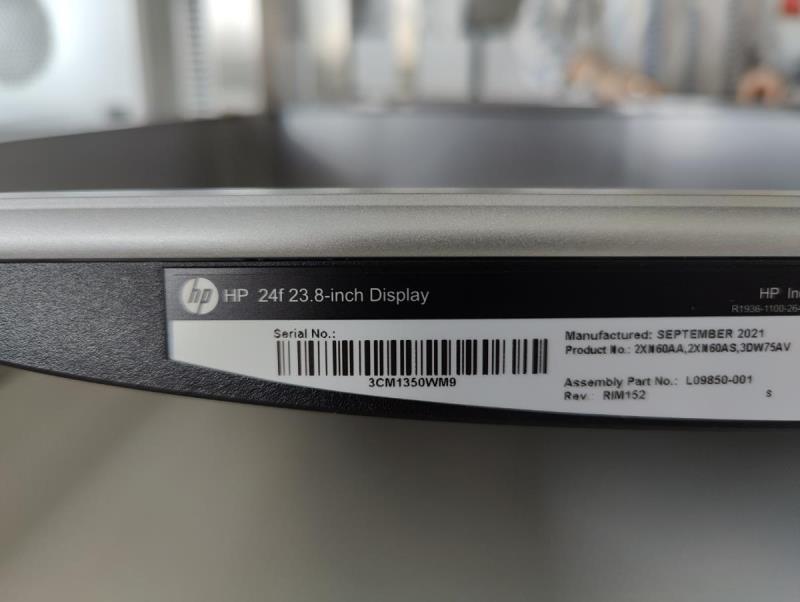 hp HP 24f 23.8-inch Display
HP
Serial No.:
3CM1350WM9
Manufactured: SEPTEMBER 2021
Product No.: 2XN60AA,2XN60AS,3DW75AV
Assembly Part No.: L09850-001
Rev.: RIM152
s